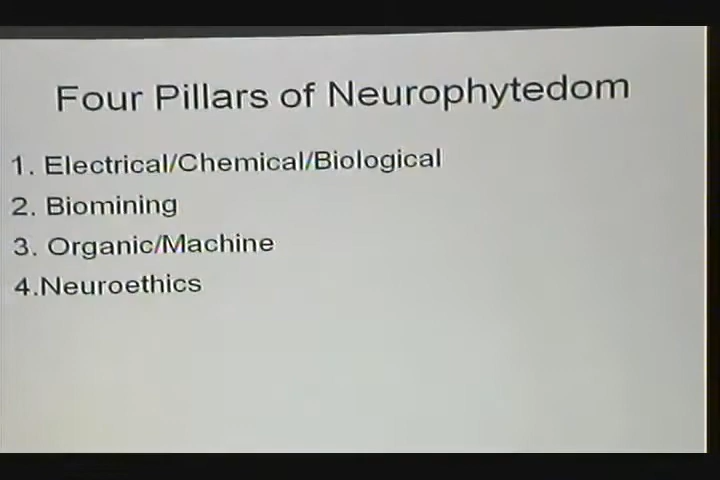 Four Pillars of Neurophytedom
1. Electrical/Chemical/Biological
2. Biomining
3. Organic/Machine
4.Neuroethics